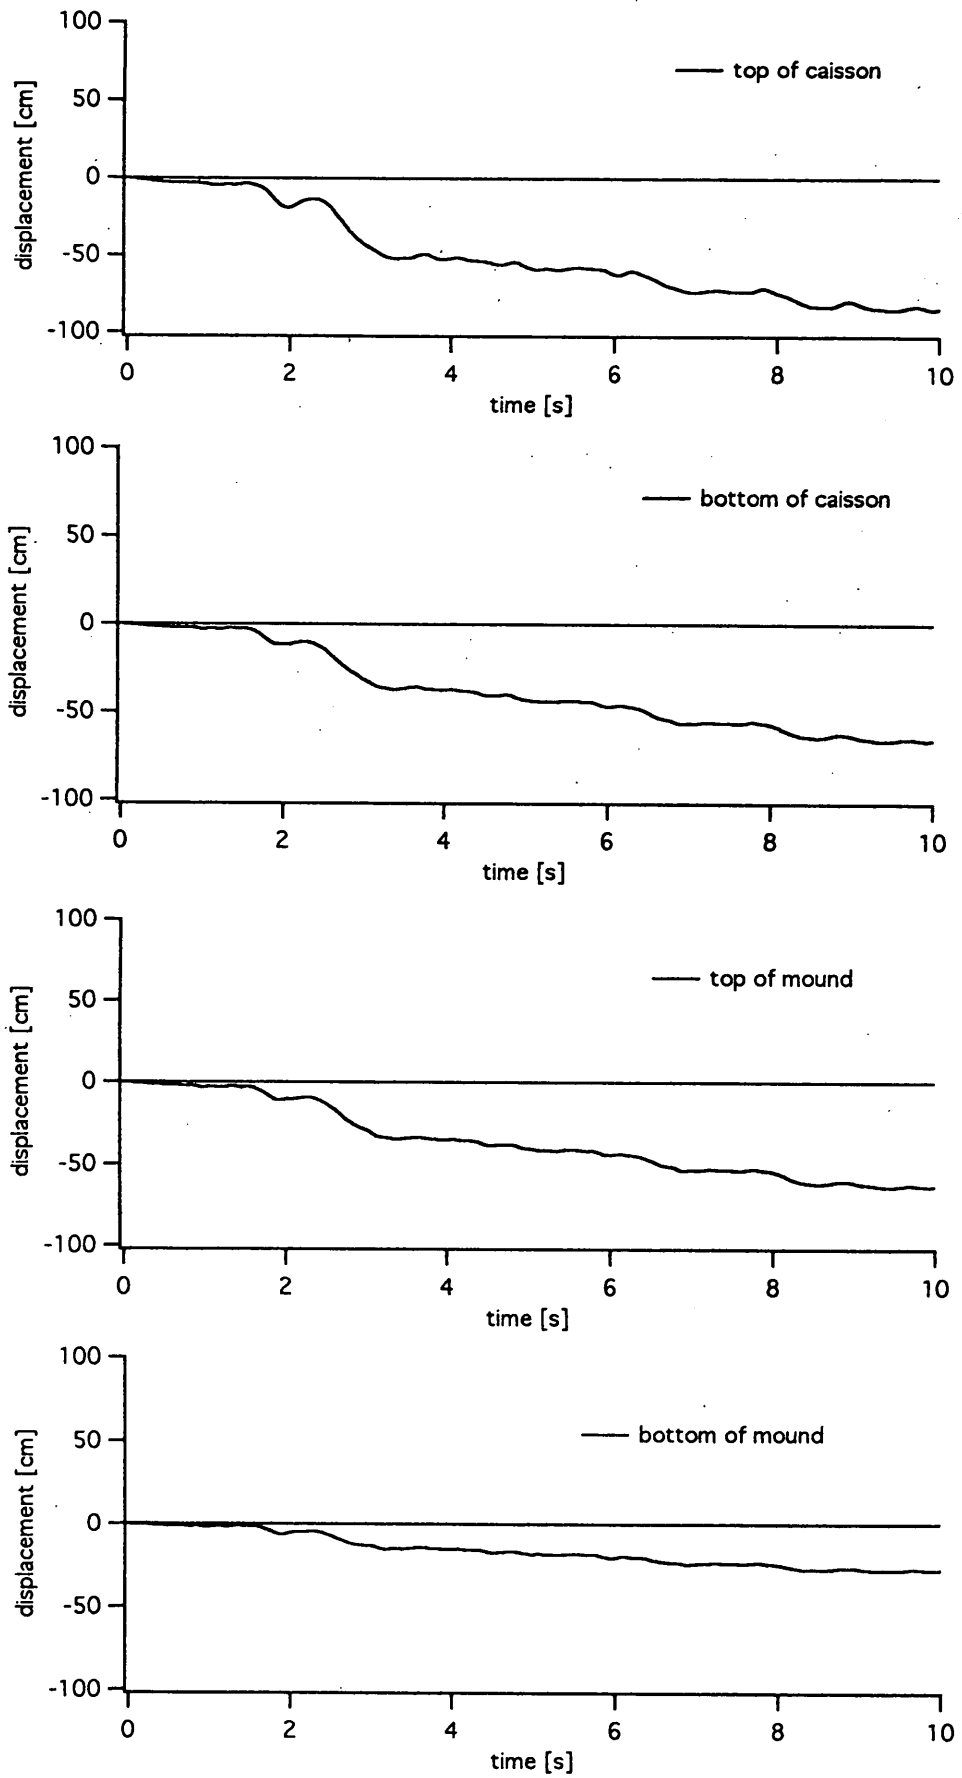 100
top of caisson
50
0
-50
-100
displacement [cm]
0 2 4 6 8 10
time [s]
100
bottom of caisson
50
0
-50
-100
displacement [cm]
0 2 4 6 8 10
time [s]
100
top of mound
50
0
-50
-100
displacement [cm]
0 2 4 6 8 10
time [s]
100
bottom of mound
50
0
-50
-100
displacement [cm]
0 2 4 6 8 10
time [s]